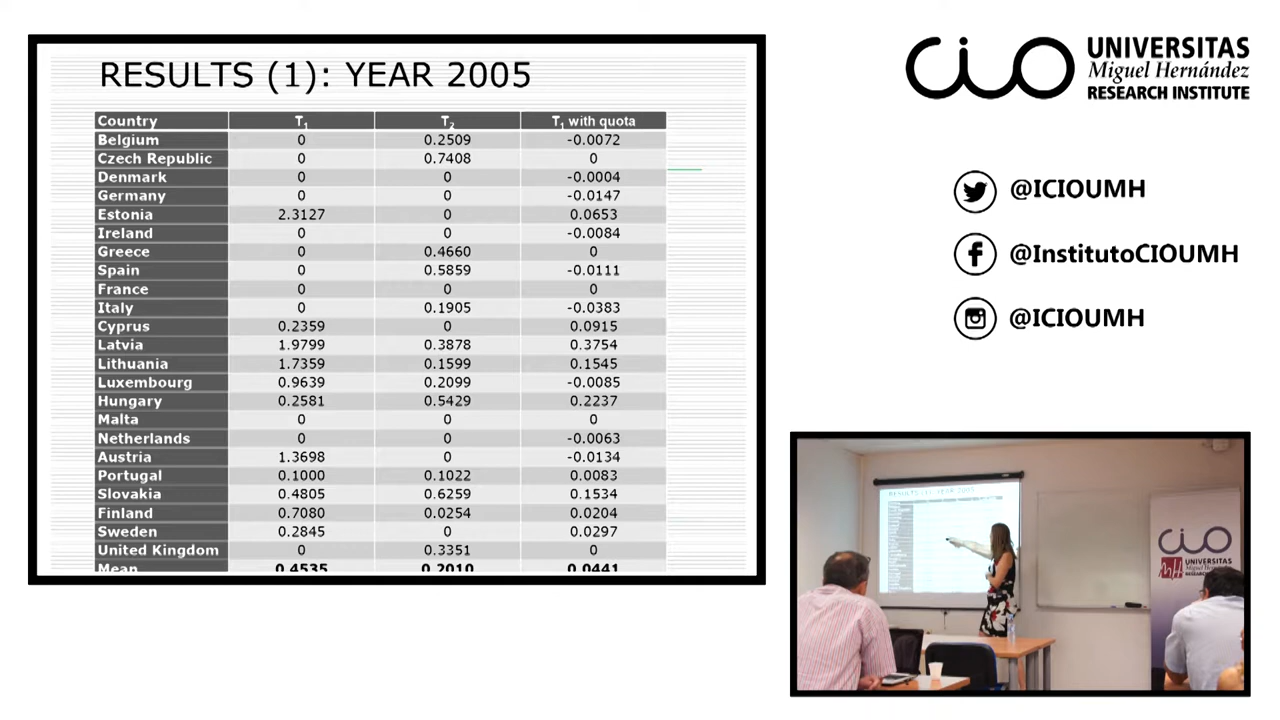 RESULTS (1): YEAR 2005
Country T₁ T₂ T₁ with quota
Belgium 0 0.2509 -0.0072
Czech Republic 0 0.7408 0
Denmark 0 0 -0.0004
Germany 0 0 -0.0147
Estonia 2.3127 0 0.0653
Ireland 0 0 -0.0084
Greece 0 0.4660 0
Spain 0 0.5859 -0.0111
France 0 0 0
Italy 0 0.1905 -0.0383
Cyprus 0.2359 0 0.0915
Latvia 1.9799 0.3878 0.3754
Lithuania 1.7359 0.1599 0.1545
Luxembourg 0.9639 0.2099 -0.0085
Hungary 0.2581 0.5429 0.2237
Malta 0 0 0
Netherlands 0 0 -0.0063
Austria 1.3698 0 -0.0134
Portugal 0.1000 0.1022 0.0083
Slovakia 0.4805 0.6259 0.1534
Finland 0.7080 0.0254 0.0204
Sweden 0.2845 0 0.0297
United Kingdom 0 0.3351 0
Mean 0.4535 0.2010 0.0441
cio
UNIVERSITAS
Miguel Hernández
RESEARCH INSTITUTE
@ICIOUMH
@InstitutoCIOUMH
@ICIOUMH
RESULTS (1): YEAR 2005
cio
UNIVERSITAS